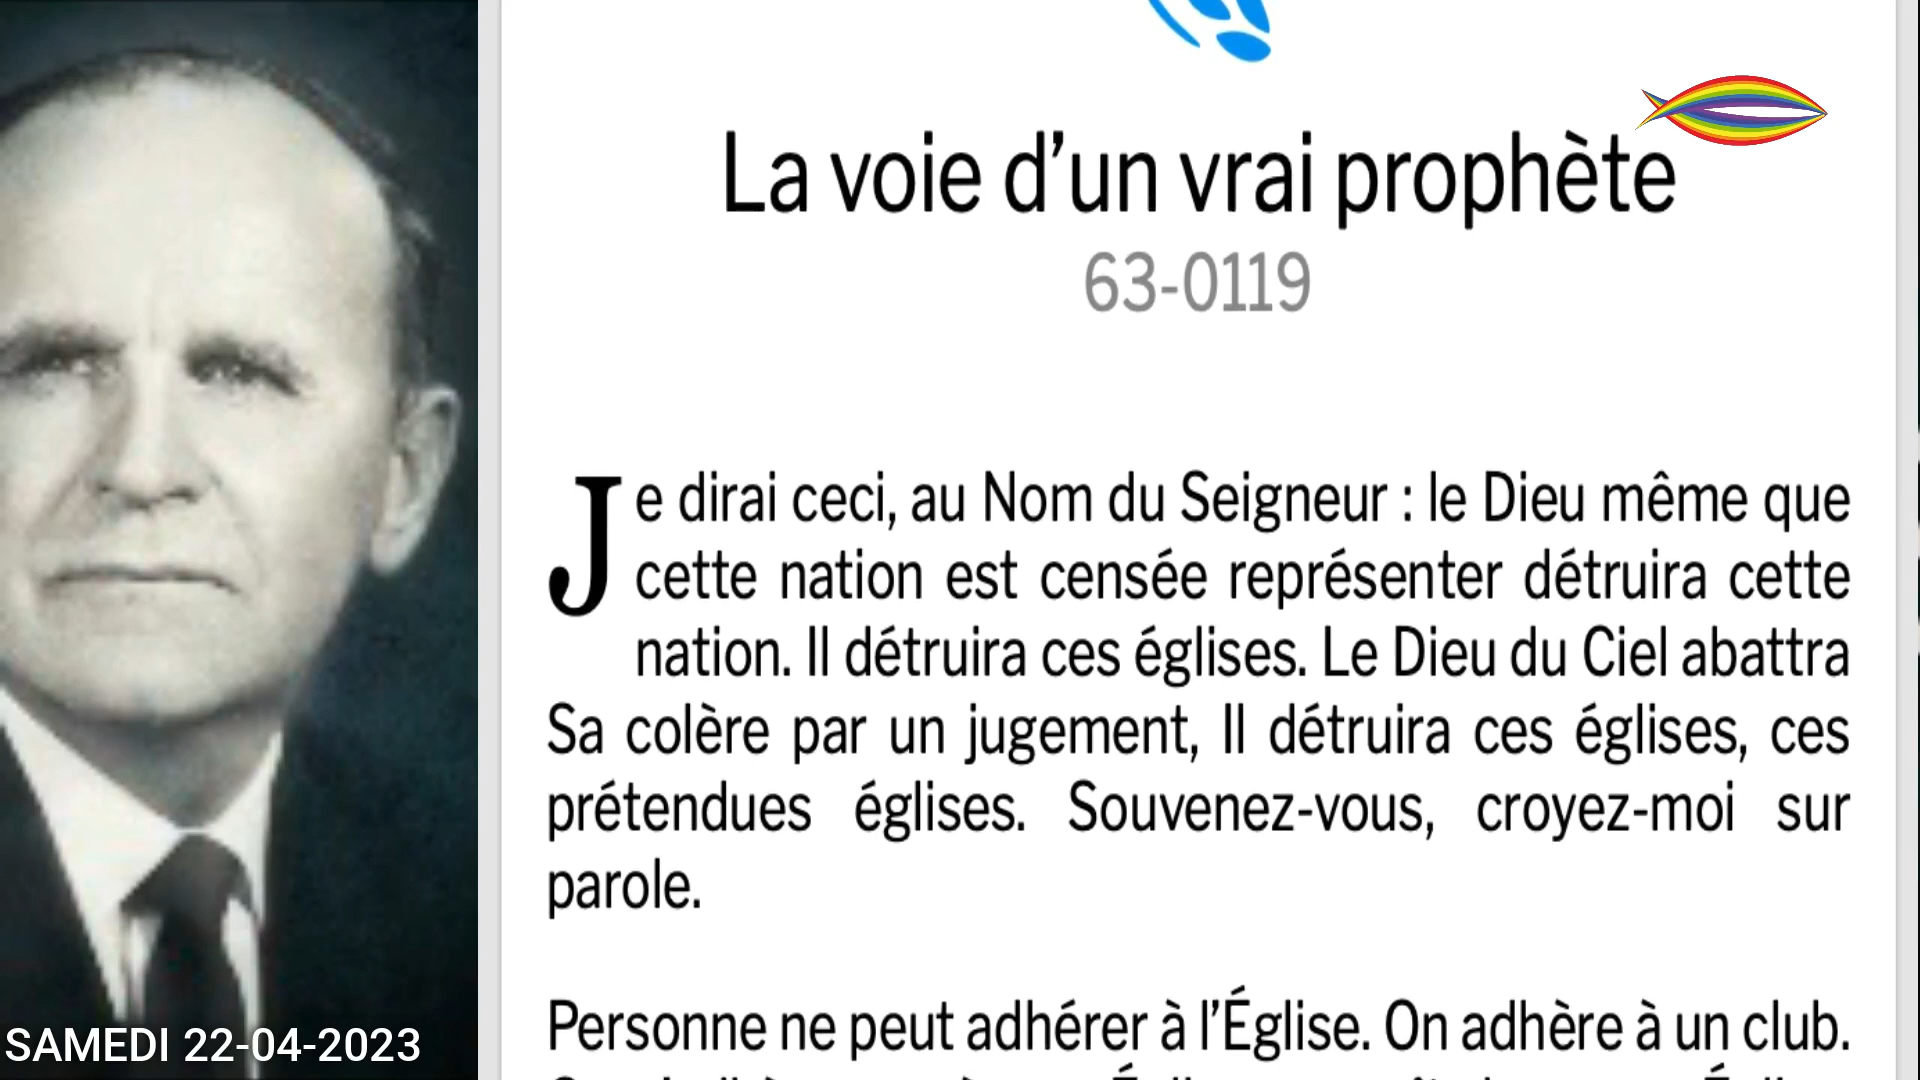 La voie d’un vrai prophète
63-0119
Je dirai ceci, au Nom du Seigneur : le Dieu même que
cette nation est censée représenter détruira cette
nation. Il détruira ces églises. Le Dieu du Ciel abattra
Sa colère par un jugement, Il détruira ces églises, ces
prétendues églises. Souvenez-vous, croyez-moi sur
parole.
Personne ne peut adhérer à l’Église. On adhère à un club.
SAMEDI 22-04-2023